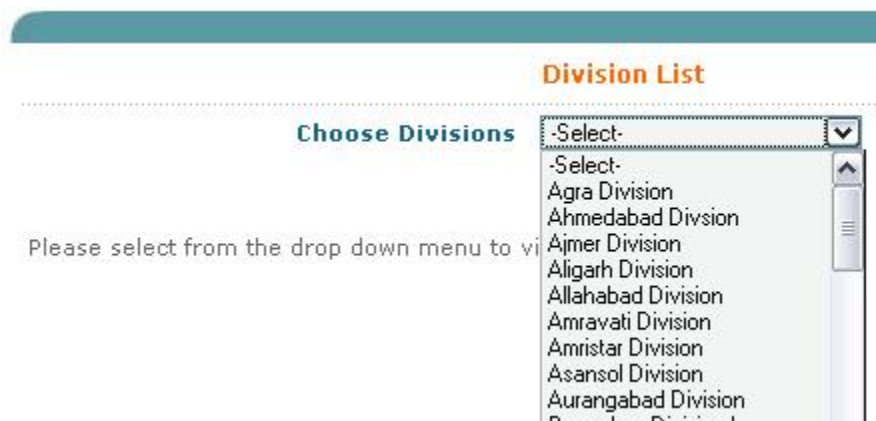 Division List
Choose Divisions
-Select-
-Select-
Agra Division
Ahmedabad Divsion
Ajmer Division
Please select from the drop down menu to vi
Aligarh Division
Allahabad Division
Amravati Division
Amristar Division
Asansol Division
Aurangabad Division